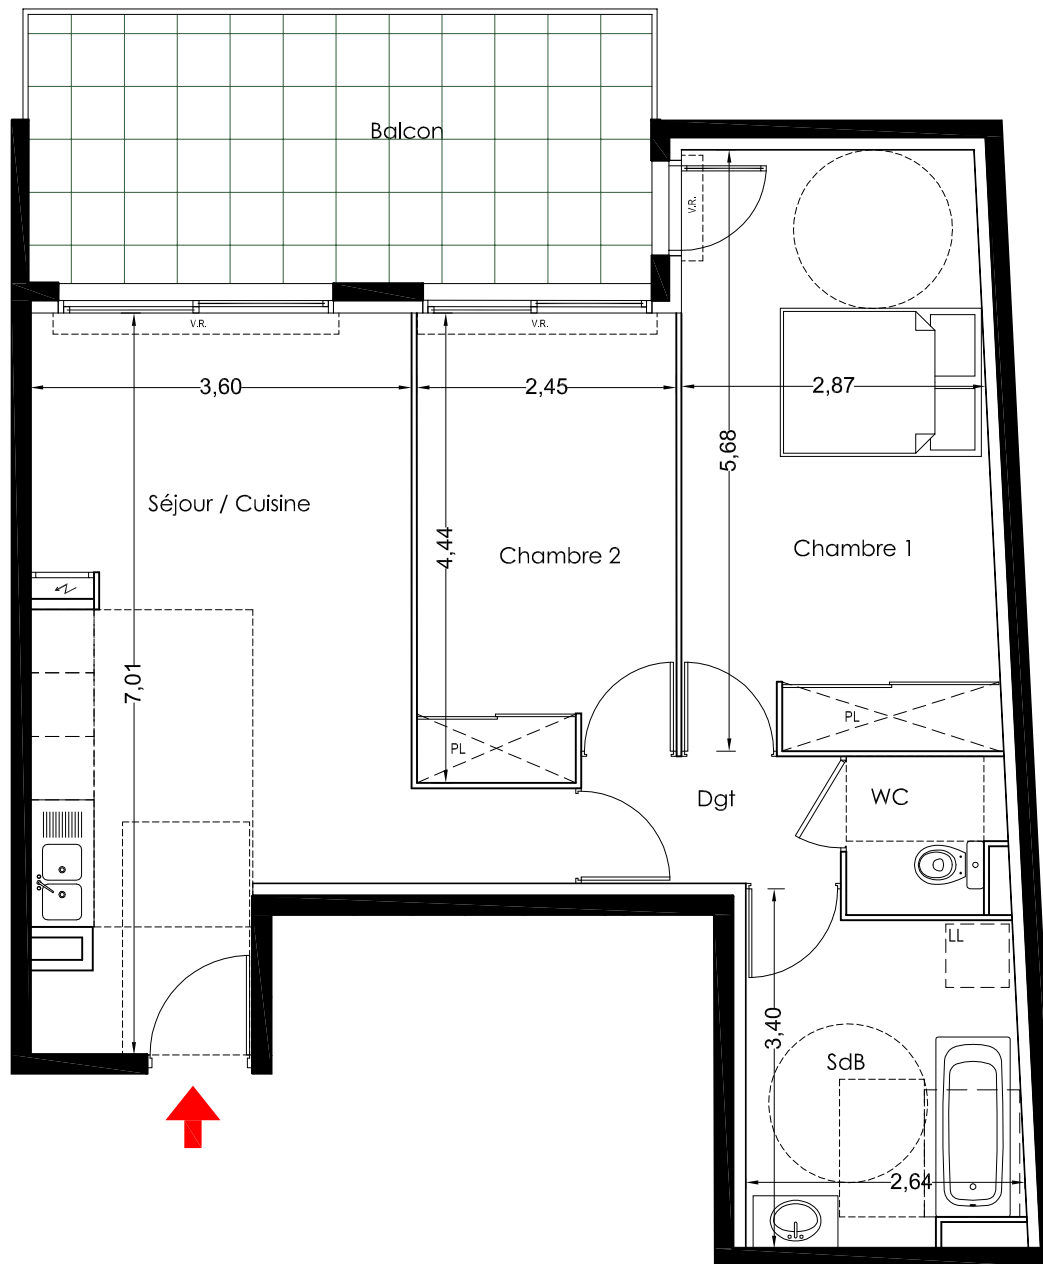 Balcon
V.R.
V.R.
V.R.
3,60
2,45
2,87
5,68
Séjour / Cuisine
4,44
Chambre 2
Chambre 1
7,01
PL
PL
Dgt
WC
LL
3,40
SdB
2,64